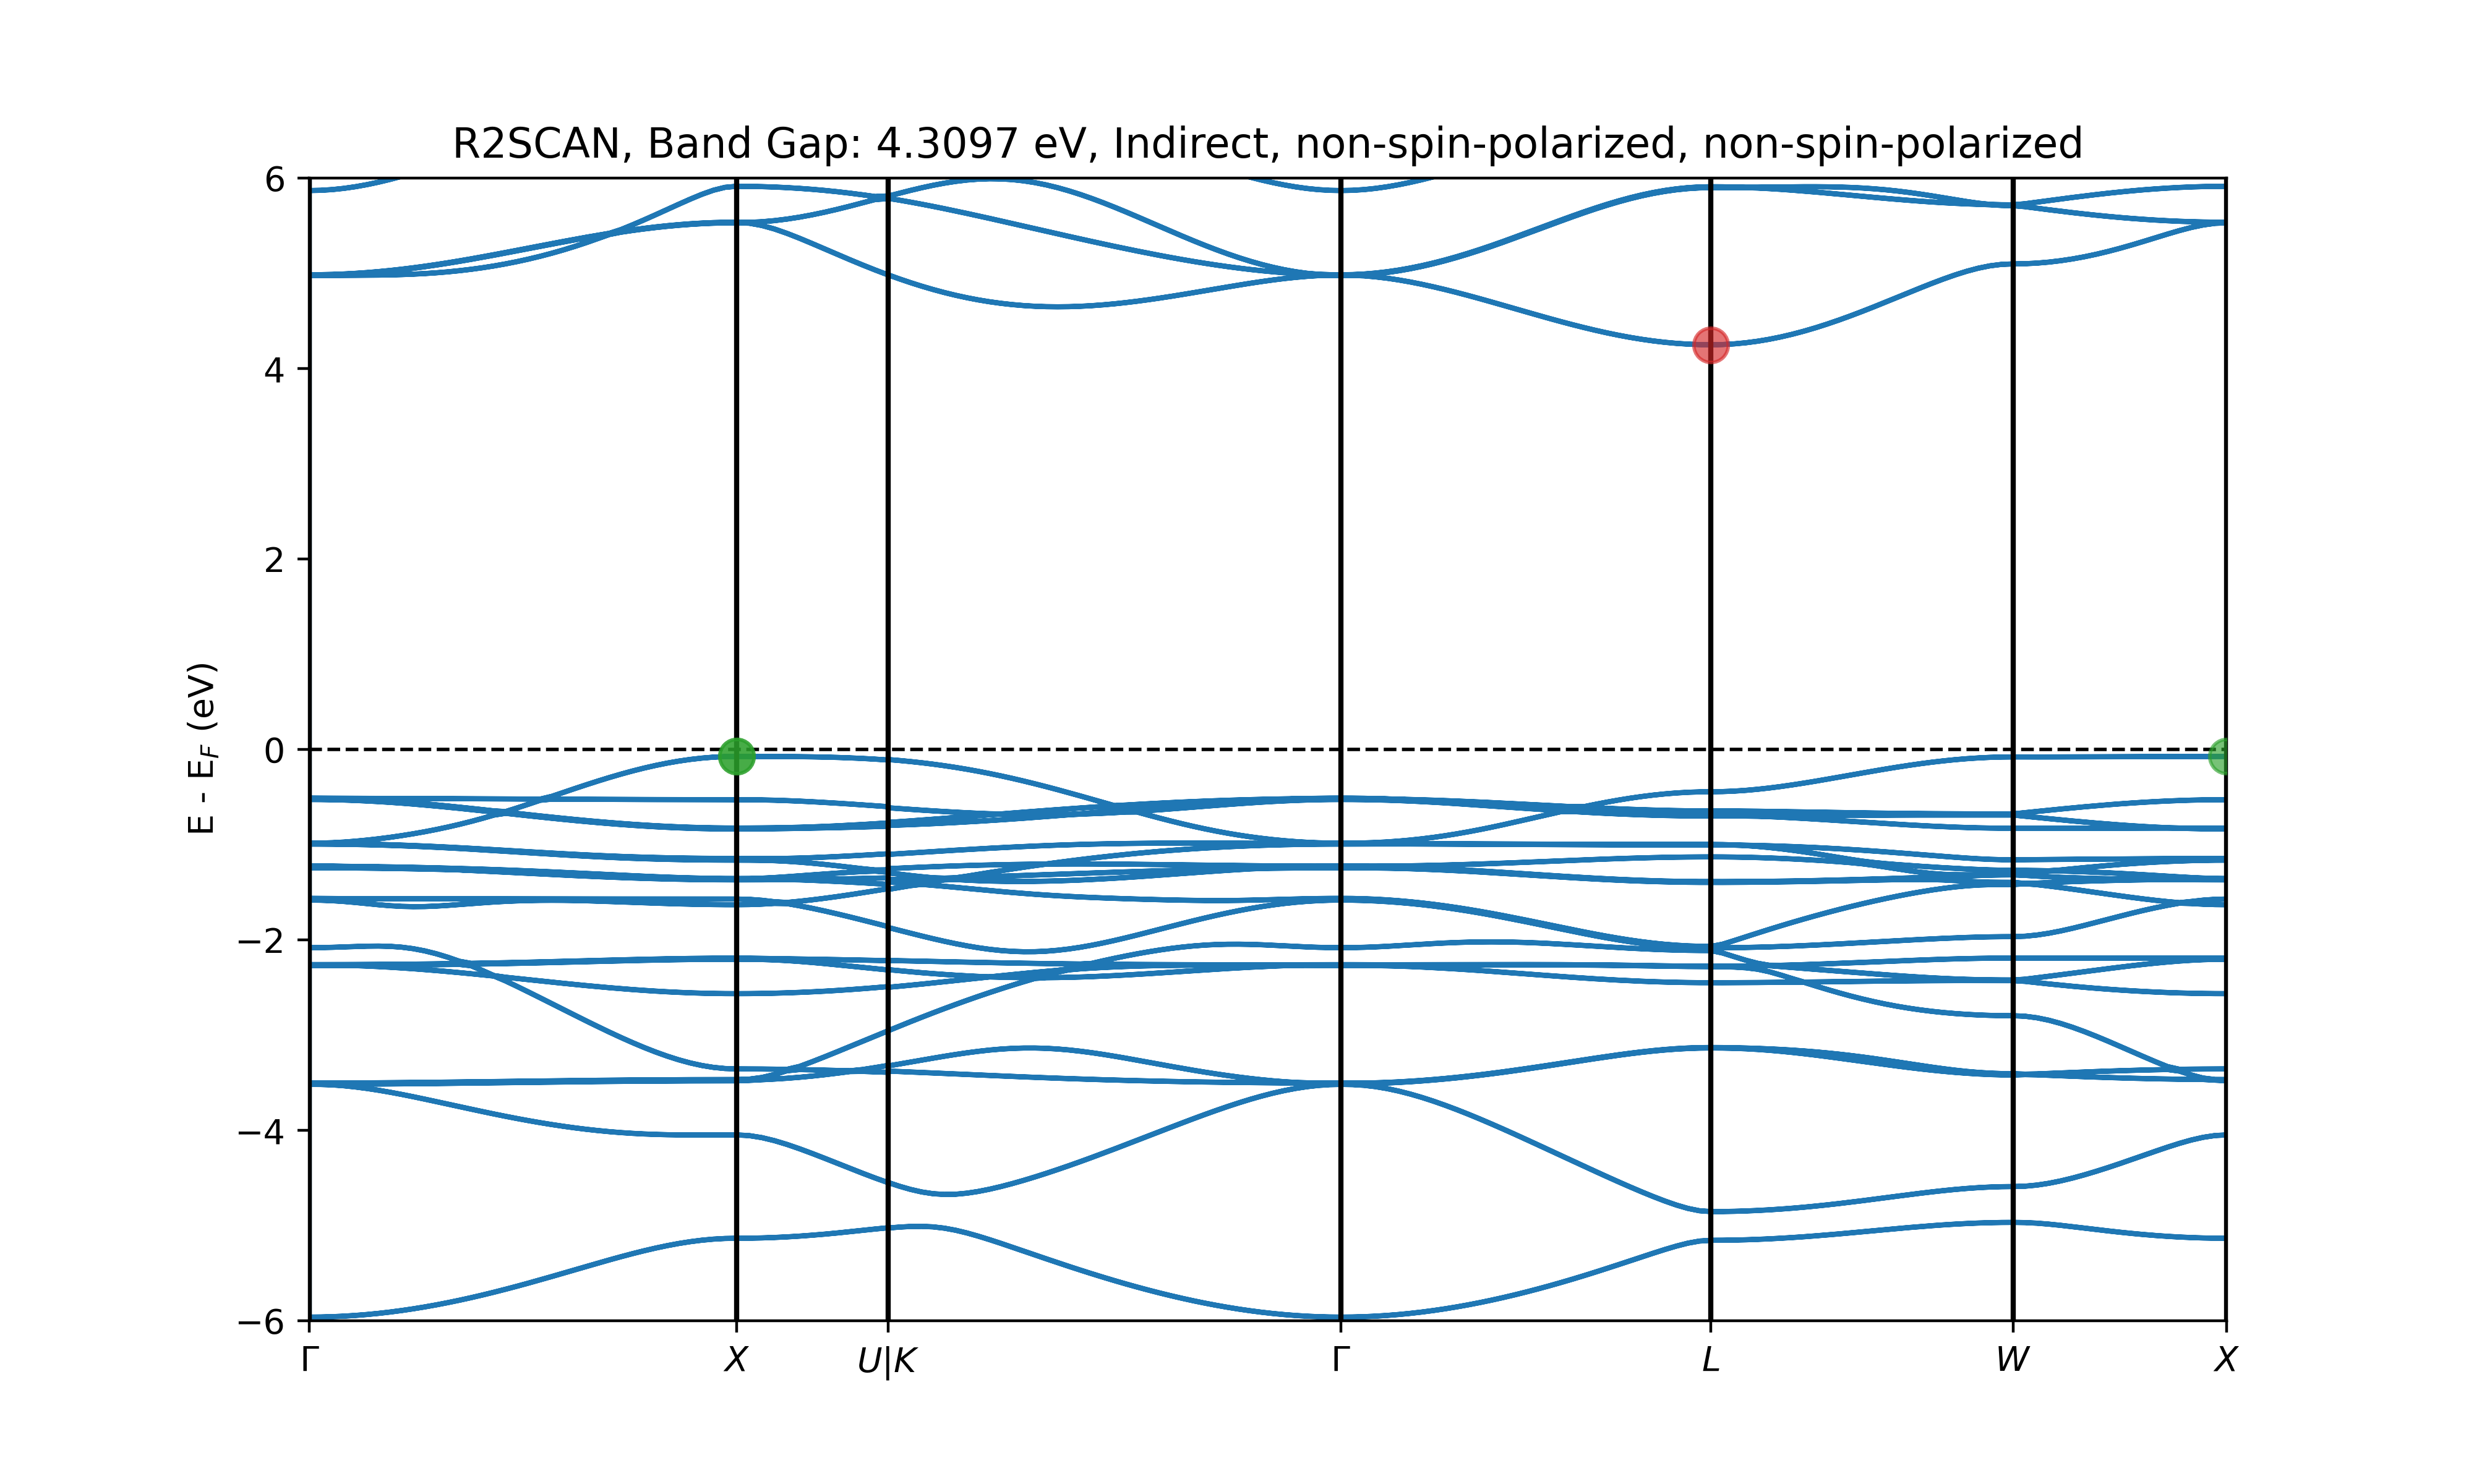 R2SCAN, Band Gap: 4.3097 eV, Indirect, non-spin-polarized, non-spin-polarized
6
4
2
0
−2
−4
−6
E - E_F (eV)
Γ X U|K Γ L W X